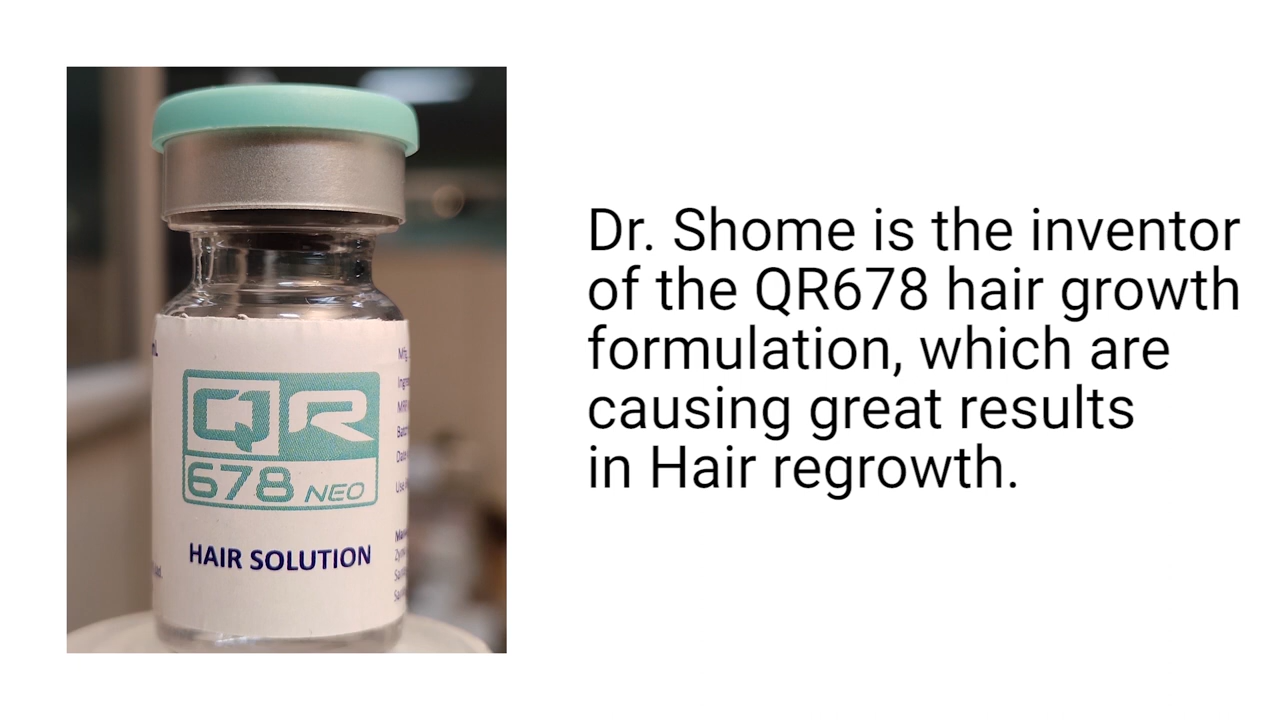 QR
678 NEO
HAIR SOLUTION
Dr. Shome is the inventor
of the QR678 hair growth
formulation, which are
causing great results
in Hair regrowth.